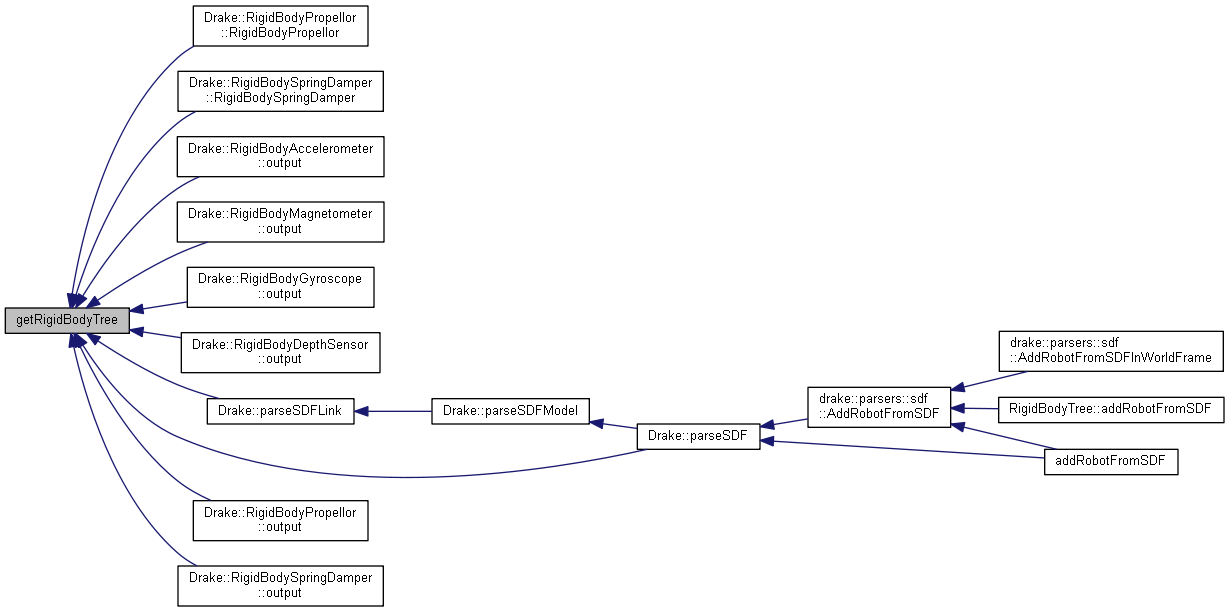 Drake::RigidBodyPropellor
::RigidBodyPropellor
Drake::RigidBodySpringDamper
::RigidBodySpringDamper
Drake::RigidBodyAccelerometer
::output
Drake::RigidBodyMagnetometer
::output
Drake::RigidBodyGyroscope
::output
getRigidBodyTree
Drake::RigidBodyDepthSensor
::output
drake::parsers::sdf
::AddRobotFromSDFInWorldFrame
Drake::parseSDFLink
Drake::parseSDFModel
drake::parsers::sdf
::AddRobotFromSDF
RigidBodyTree::addRobotFromSDF
Drake::parseSDF
addRobotFromSDF
Drake::RigidBodyPropellor
::output
Drake::RigidBodySpringDamper
::output